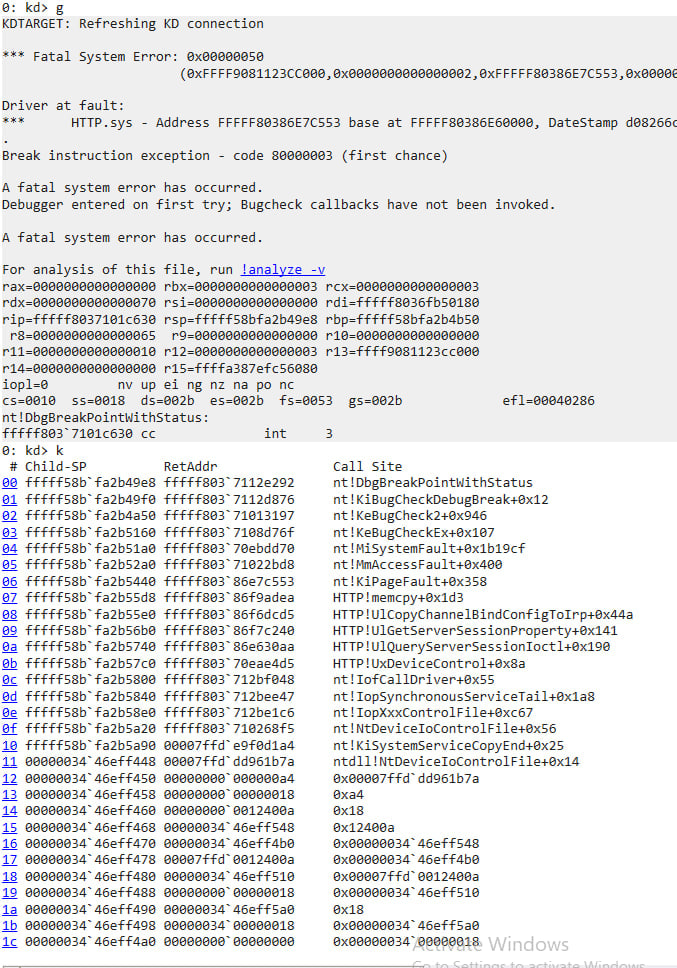 0: kd> g
KDTARGET: Refreshing KD connection
*** Fatal System Error: 0x00000050
(0xFFFF9081123CC000,0x0000000000000002,0xFFFFF80386E7C553,0x00000
Driver at fault:
*** HTTP.sys - Address FFFFF80386E7C553 base at FFFFF80386E60000, DateStamp d08266c
.
Break instruction exception - code 80000003 (first chance)
A fatal system error has occurred.
Debugger entered on first try; Bugcheck callbacks have not been invoked.
A fatal system error has occurred.
For analysis of this file, run !analyze -v
rax=0000000000000000 rbx=0000000000000003 rcx=0000000000000003
rdx=0000000000000070 rsi=0000000000000000 rdi=fffff8036fb50180
rip=fffff8037101c630 rsp=fffff58bfa2b49e8 rbp=fffff58bfa2b4b50
r8=0000000000000065 r9=0000000000000000 r10=0000000000000000
r11=0000000000000010 r12=0000000000000003 r13=ffff9081123cc000
r14=0000000000000000 r15=ffffa387efc56080
iopl=0 nv up ei ng nz na po nc
cs=0010 ss=0018 ds=002b es=002b fs=0053 gs=002b efl=00040286
nt!DbgBreakPointWithStatus:
fffff803`7101c630 cc int 3
0: kd> k
# Child-SP RetAddr Call Site
00 fffff58b`fa2b49e8 fffff803`7112e292 nt!DbgBreakPointWithStatus
01 fffff58b`fa2b49f0 fffff803`7112d876 nt!KiBugCheckDebugBreak+0x12
02 fffff58b`fa2b4a50 fffff803`71013197 nt!KeBugCheck2+0x946
03 fffff58b`fa2b5160 fffff803`7108d76f nt!KeBugCheckEx+0x107
04 fffff58b`fa2b51a0 fffff803`70ebdd70 nt!MiSystemFault+0x1b19cf
05 fffff58b`fa2b52a0 fffff803`71022bd8 nt!MmAccessFault+0x400
06 fffff58b`fa2b5440 fffff803`86e7c553 nt!KiPageFault+0x358
07 fffff58b`fa2b55d8 fffff803`86f9adea HTTP!memcpy+0x1d3
08 fffff58b`fa2b55e0 fffff803`86f6dcd5 HTTP!UlCopyChannelBindConfigToIrp+0x44a
09 fffff58b`fa2b56b0 fffff803`86f7c240 HTTP!UlGetServerSessionProperty+0x141
0a fffff58b`fa2b5740 fffff803`86e630aa HTTP!UlQueryServerSessionIoctl+0x190
0b fffff58b`fa2b57c0 fffff803`70eae4d5 HTTP!UxDeviceControl+0x8a
0c fffff58b`fa2b5800 fffff803`712bf048 nt!IofCallDriver+0x55
0d fffff58b`fa2b5840 fffff803`712bee47 nt!IopSynchronousServiceTail+0x1a8
0e fffff58b`fa2b58e0 fffff803`712be1c6 nt!IopXxxControlFile+0xc67
0f fffff58b`fa2b5a20 fffff803`710268f5 nt!NtDeviceIoControlFile+0x56
10 fffff58b`fa2b5a90 00007ffd`e9f0d1a4 nt!KiSystemServiceCopyEnd+0x25
11 00000034`46eff448 00007ffd`dd961b7a ntdll!NtDeviceIoControlFile+0x14
12 00000034`46eff450 00000000`000000a4 0x00007ffd`dd961b7a
13 00000034`46eff458 00000000`00000018 0xa4
14 00000034`46eff460 00000000`0012400a 0x18
15 00000034`46eff468 00000034`46eff548 0x12400a
16 00000034`46eff470 00000034`46eff4b0 0x00000034`46eff548
17 00000034`46eff478 00007ffd`0012400a 0x00000034`46eff4b0
18 00000034`46eff480 00000034`46eff510 0x00007ffd`0012400a
19 00000034`46eff488 00000000`00000018 0x00000034`46eff510
1a 00000034`46eff490 00000034`46eff5a0 0x18
1b 00000034`46eff498 00000034`00000018 0x00000034`46eff5a0
1c 00000034`46eff4a0 00000000`00000000 0x00000034`00000018
Activate Windows
Go to Settings to activate Windows.